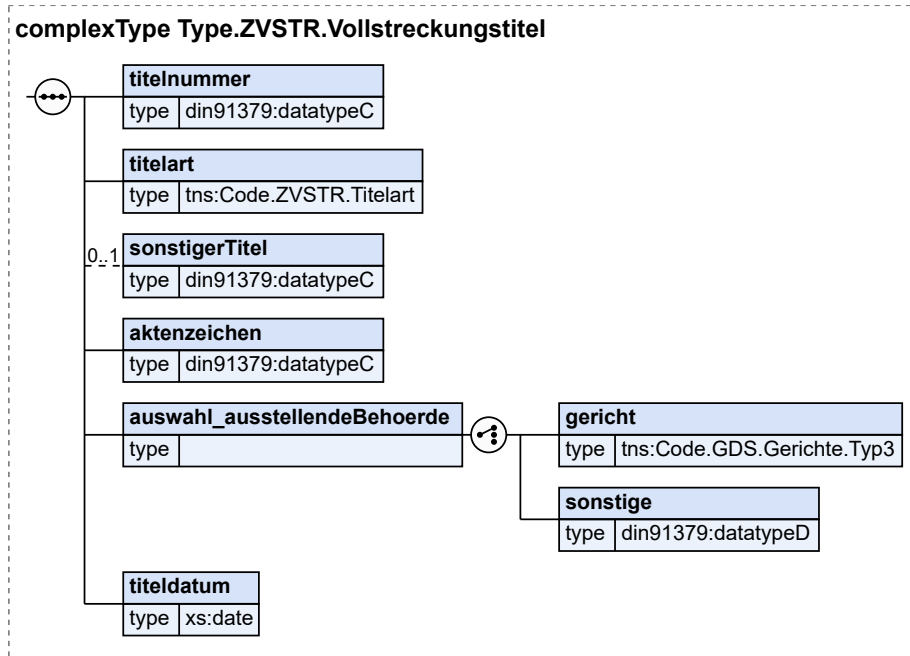 complexType Type.ZVSTR.Vollstreckungstitel
titelnummer
type din91379:datatypeC
titelart
type tns:Code.ZVSTR.Titelart
0..1
sonstigerTitel
type din91379:datatypeC
aktenzeichen
type din91379:datatypeC
auswahl_ausstellendeBehoerde
type
gericht
type tns:Code.GDS.Gerichte.Typ3
sonstige
type din91379:datatypeD
titeldatum
type xs:date